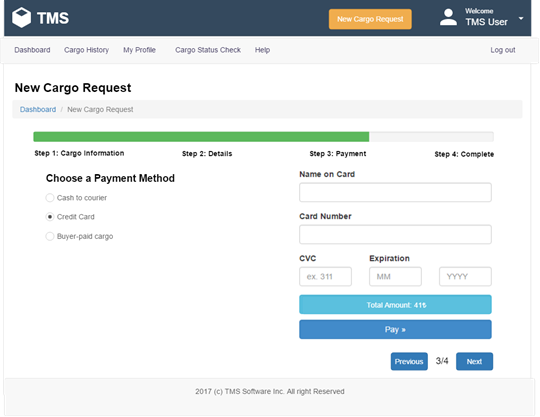 TMS
New Cargo Request
Welcome
TMS User
Dashboard Cargo History My Profile Cargo Status Check Help Log out
New Cargo Request
Dashboard / New Cargo Request
Step 1: Cargo Information Step 2: Details Step 3: Payment Step 4: Complete
Choose a Payment Method
Cash to courier
Credit Card
Buyer-paid cargo
Name on Card
Card Number
CVC Expiration
ex. 311 MM YYYY
Total Amount: 41₺
Pay »
Previous 3/4 Next
2017 (c) TMS Software Inc. All right Reserved